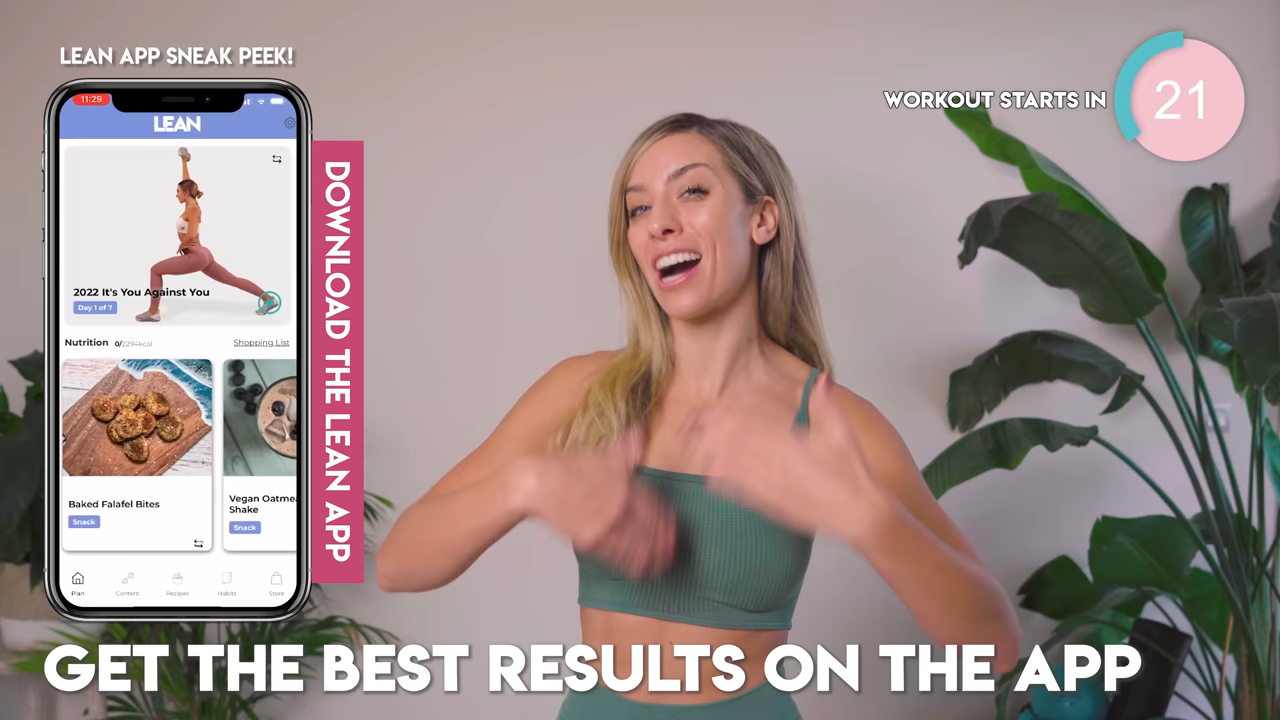 LEAN APP SNEAK PEEK!
11:29
LEAN
2022 It's You Against You
Day 1 of 7
Nutrition 0/2294kcal
Shopping List
Baked Falafel Bites
Snack
Vegan Oatmea
Shake
Snack
Plan
Content
Recipes
Habits
Store
DOWNLOAD THE LEAN APP
WORKOUT STARTS IN
21
GET THE BEST RESULTS ON THE APP